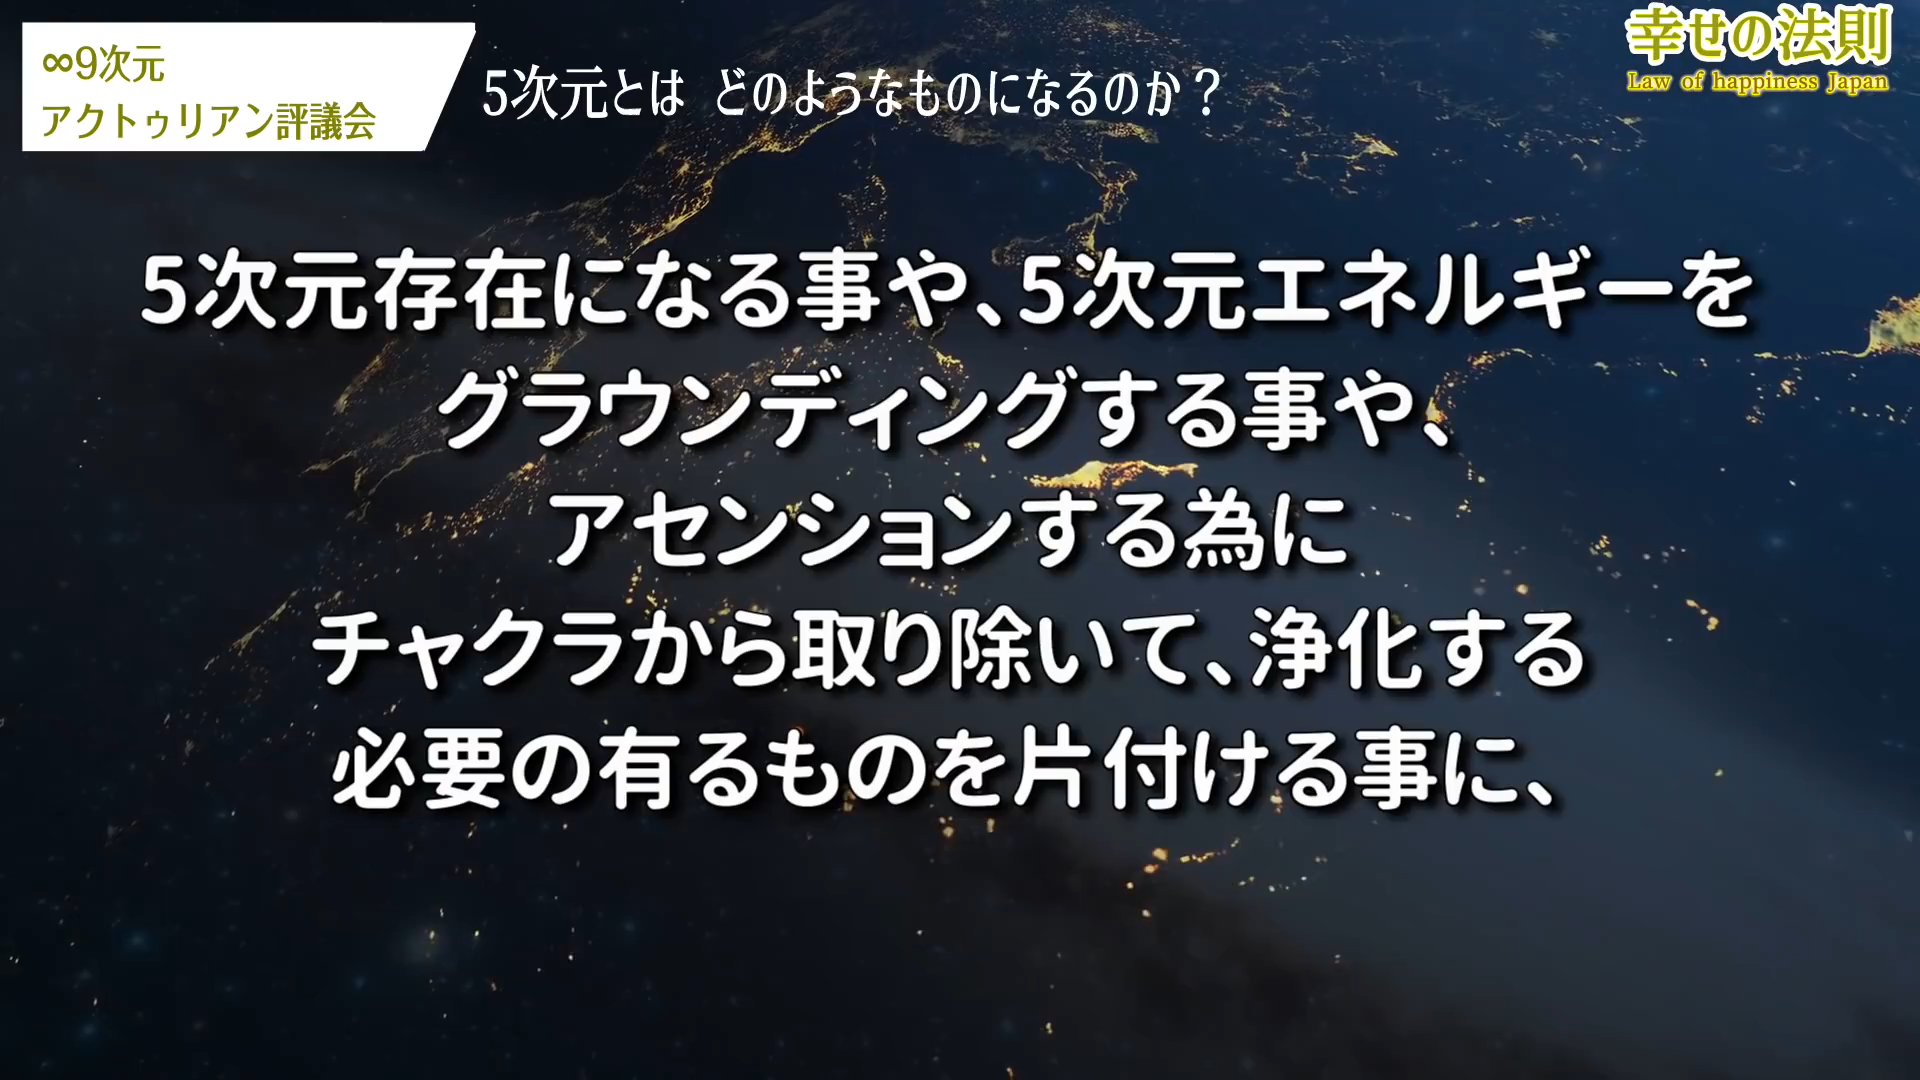 ∞9次元
アクトゥリアン評議会
5次元とは どのようなものになるのか？
幸せの法則
Law of happiness Japan
5次元存在になる事や、5次元エネルギーを
グラウンディングする事や、
アセンションする為に
チャクラから取り除いて、浄化する
必要の有るものを片付ける事に、